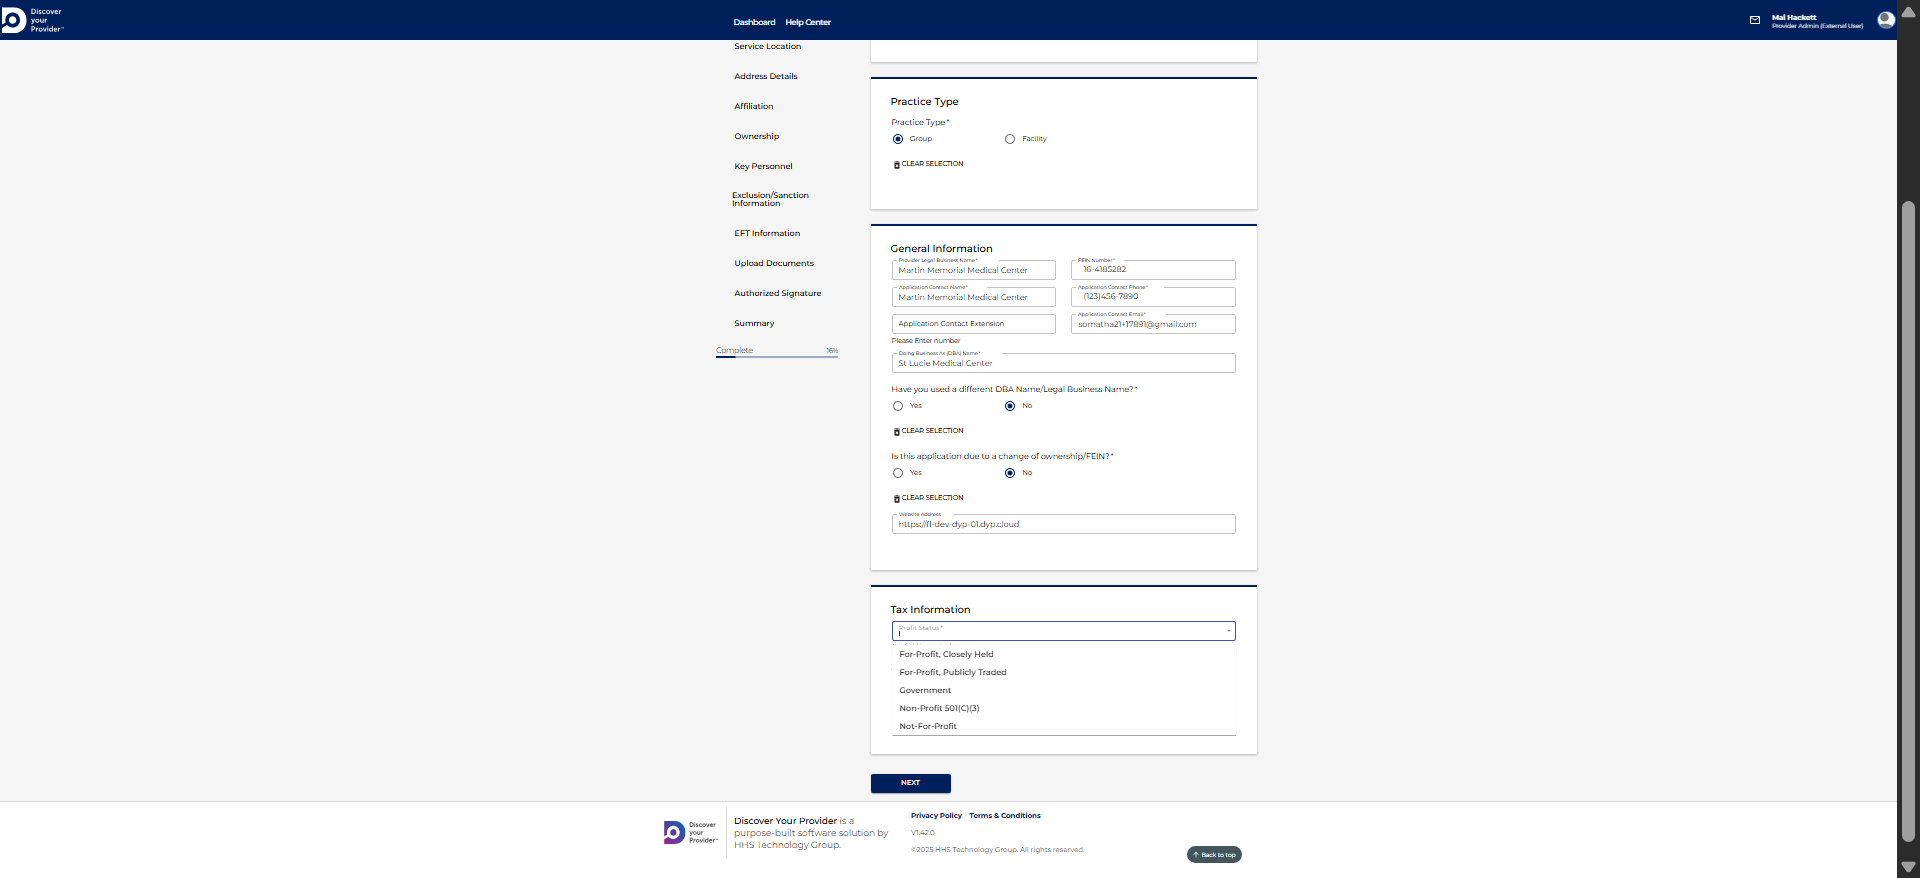 Discover
your
Provider™
Dashboard Help Center
Mal Hackett
Provider Admin (External User)
Service Location
Address Details
Affiliation
Ownership
Key Personnel
Exclusion/Sanction
Information
EFT Information
Upload Documents
Authorized Signature
Summary
Complete 16%
Practice Type
Practice Type*
Group Facility
CLEAR SELECTION
General Information
Provider Legal Business Name*
Martin Memorial Medical Center
FEIN Number*
16-4185282
Application Contact Name*
Martin Memorial Medical Center
Application Contact Phone*
(123)456-7890
Application Contact Extension
Application Contact Email*
somatha21+17891@gmail.com
Please Enter number
Doing Business As (DBA) Name*
St Lucie Medical Center
Have you used a different DBA Name/Legal Business Name?*
Yes No
CLEAR SELECTION
Is this application due to a change of ownership/FEIN?*
Yes No
CLEAR SELECTION
Website Address
https://fl-dev-dyp-01.dyp.cloud
Tax Information
Profit Status*
For-Profit, Closely Held
For-Profit, Publicly Traded
Government
Non-Profit 501(C)(3)
Not-For-Profit
NEXT
Discover
your
Provider™
Discover Your Provider is a
purpose-built software solution by
HHS Technology Group.
Privacy Policy Terms & Conditions
V1.42.0
©2025 HHS Technology Group. All rights reserved.
Back to top